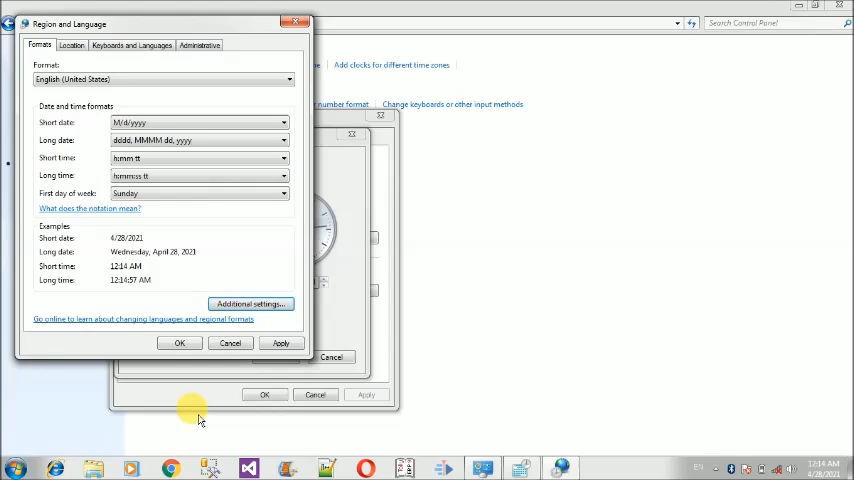 Region and Language
Search Control Panel
Formats
Location
Keyboards and Languages
Administrative
Add clocks for different time zones
number format
Change keyboards or other input methods
Format:
English (United States)
Date and time formats
Short date:
M/d/yyyy
Long date:
dddd, MMMM dd, yyyy
Short time:
h:mm tt
Long time:
h:mm:ss tt
First day of week:
Sunday
What does the notation mean?
Examples
Short date:
4/28/2021
Long date:
Wednesday, April 28, 2021
Short time:
12:14 AM
Long time:
12:14:57 AM
Additional settings...
Go online to learn about changing languages and regional formats
OK
Cancel
Apply
Cancel
OK
Cancel
Apply
EN
12:14 AM
4/28/2021